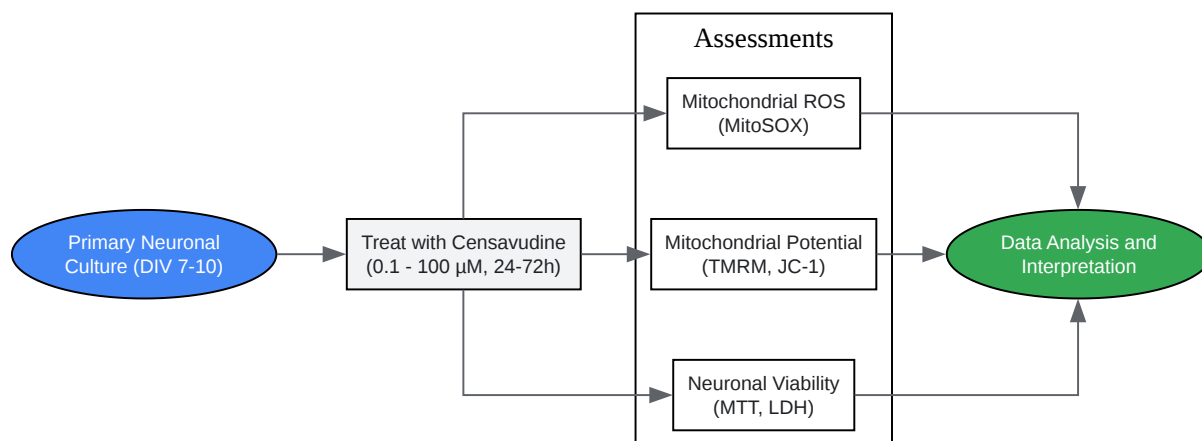 Assessments
Mitochondrial ROS
(MitoSOX)
Primary Neuronal
Culture (DIV 7-10)
Treat with Censavudine
(0.1 - 100 µM, 24-72h)
Mitochondrial Potential
(TMRM, JC-1)
Data Analysis and
Interpretation
Neuronal Viability
(MTT, LDH)